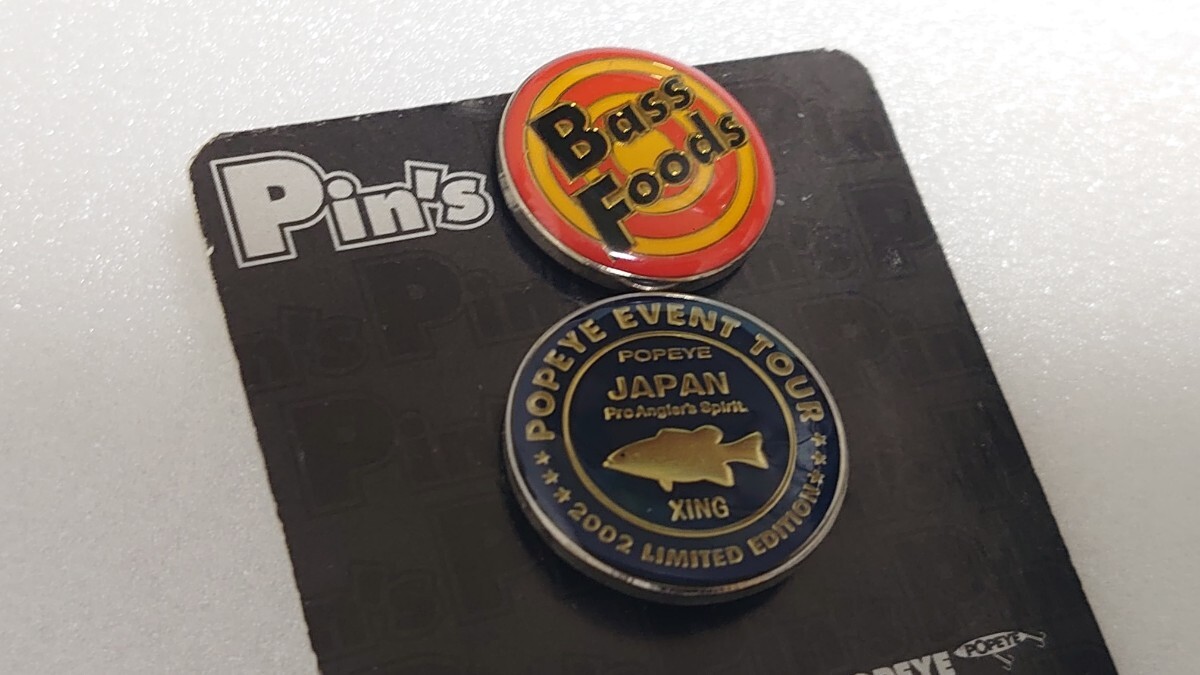 Pin's
Bass
Foods
POPEYE EVENT TOUR
POPEYE
JAPAN
Pro Angler's Spirit.
XING
2002 LIMITED EDITION
POPEYE